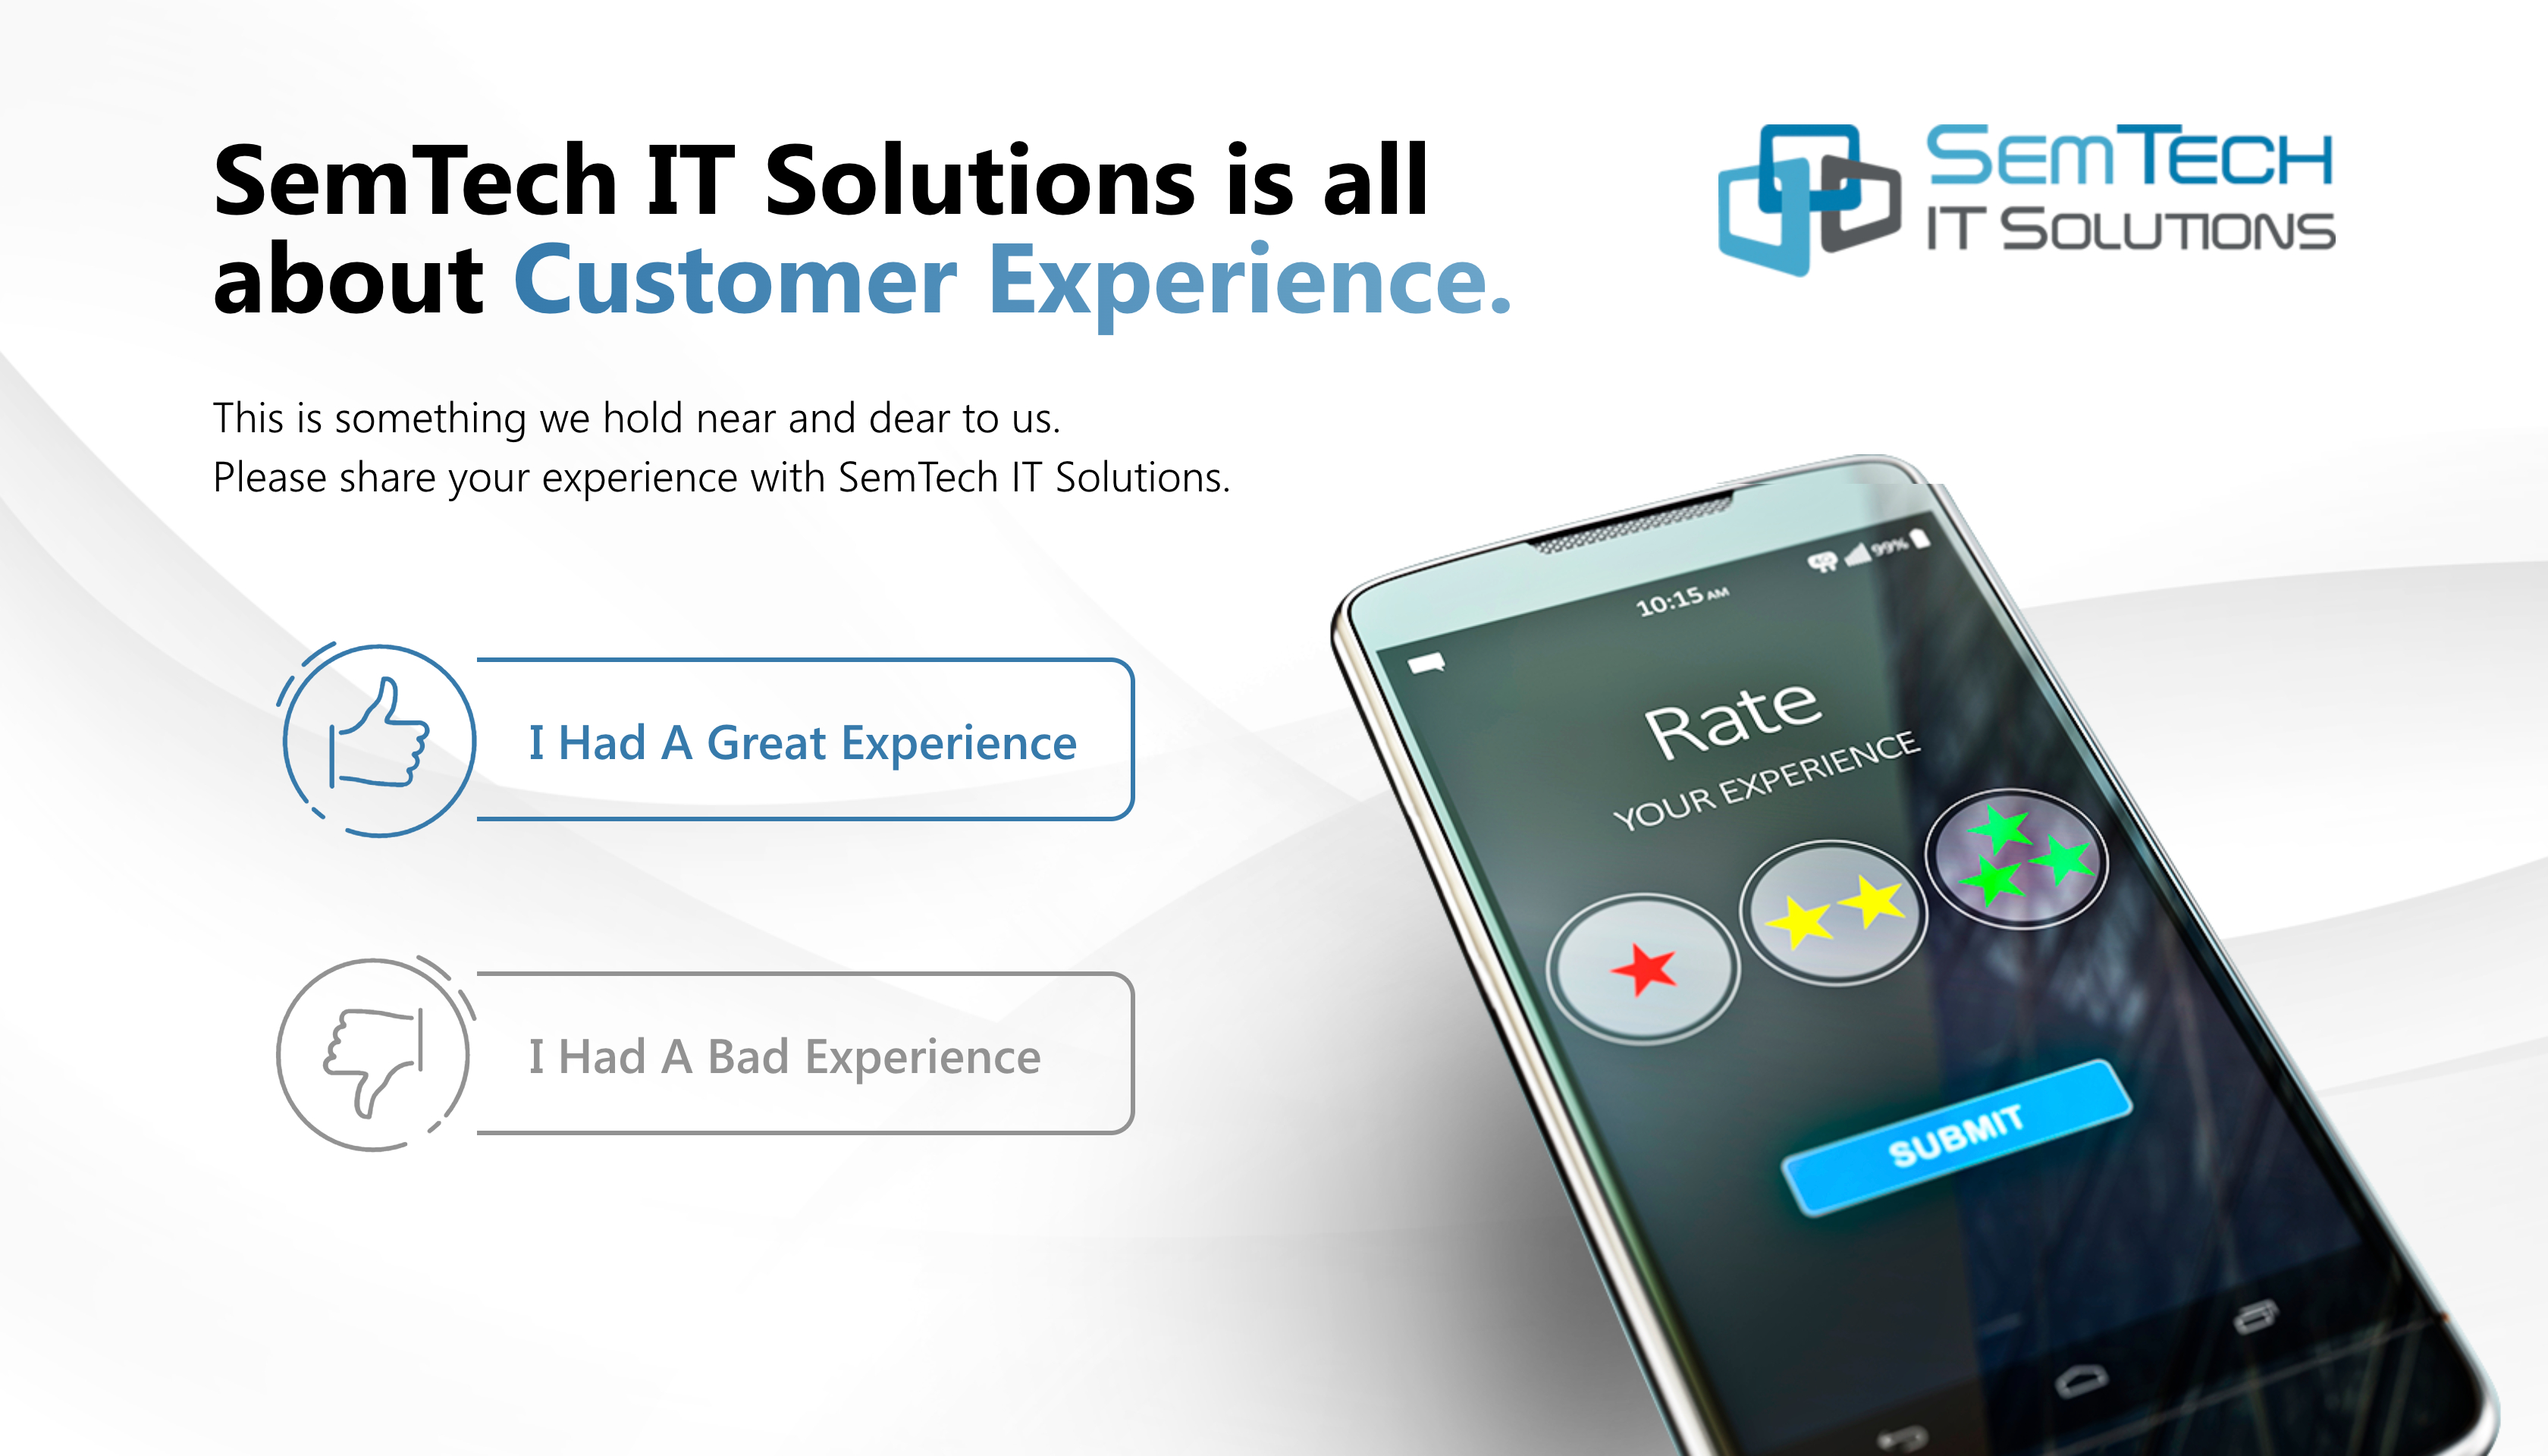 SemTech IT Solutions is all
about Customer Experience.
SEMTECH
IT SOLUTIONS
This is something we hold near and dear to us.
Please share your experience with SemTech IT Solutions.
I Had A Great Experience
I Had A Bad Experience
4G 99%
10:15 AM
Rate
YOUR EXPERIENCE
SUBMIT